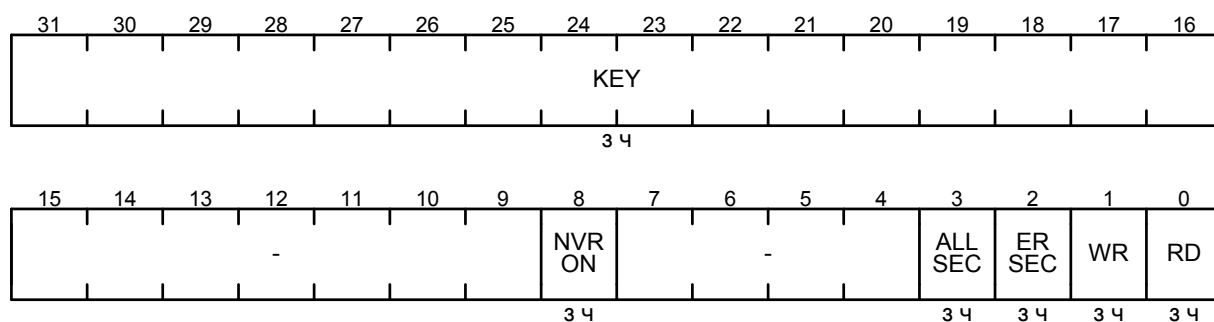 31 30 29 28 27 26 25 24 23 22 21 20 19 18 17 16
KEY
з ч
15 14 13 12 11 10 9 8 7 6 5 4 3 2 1 0
- NVR ON - ALL SEC ER SEC WR RD
з ч з ч з ч з ч з ч